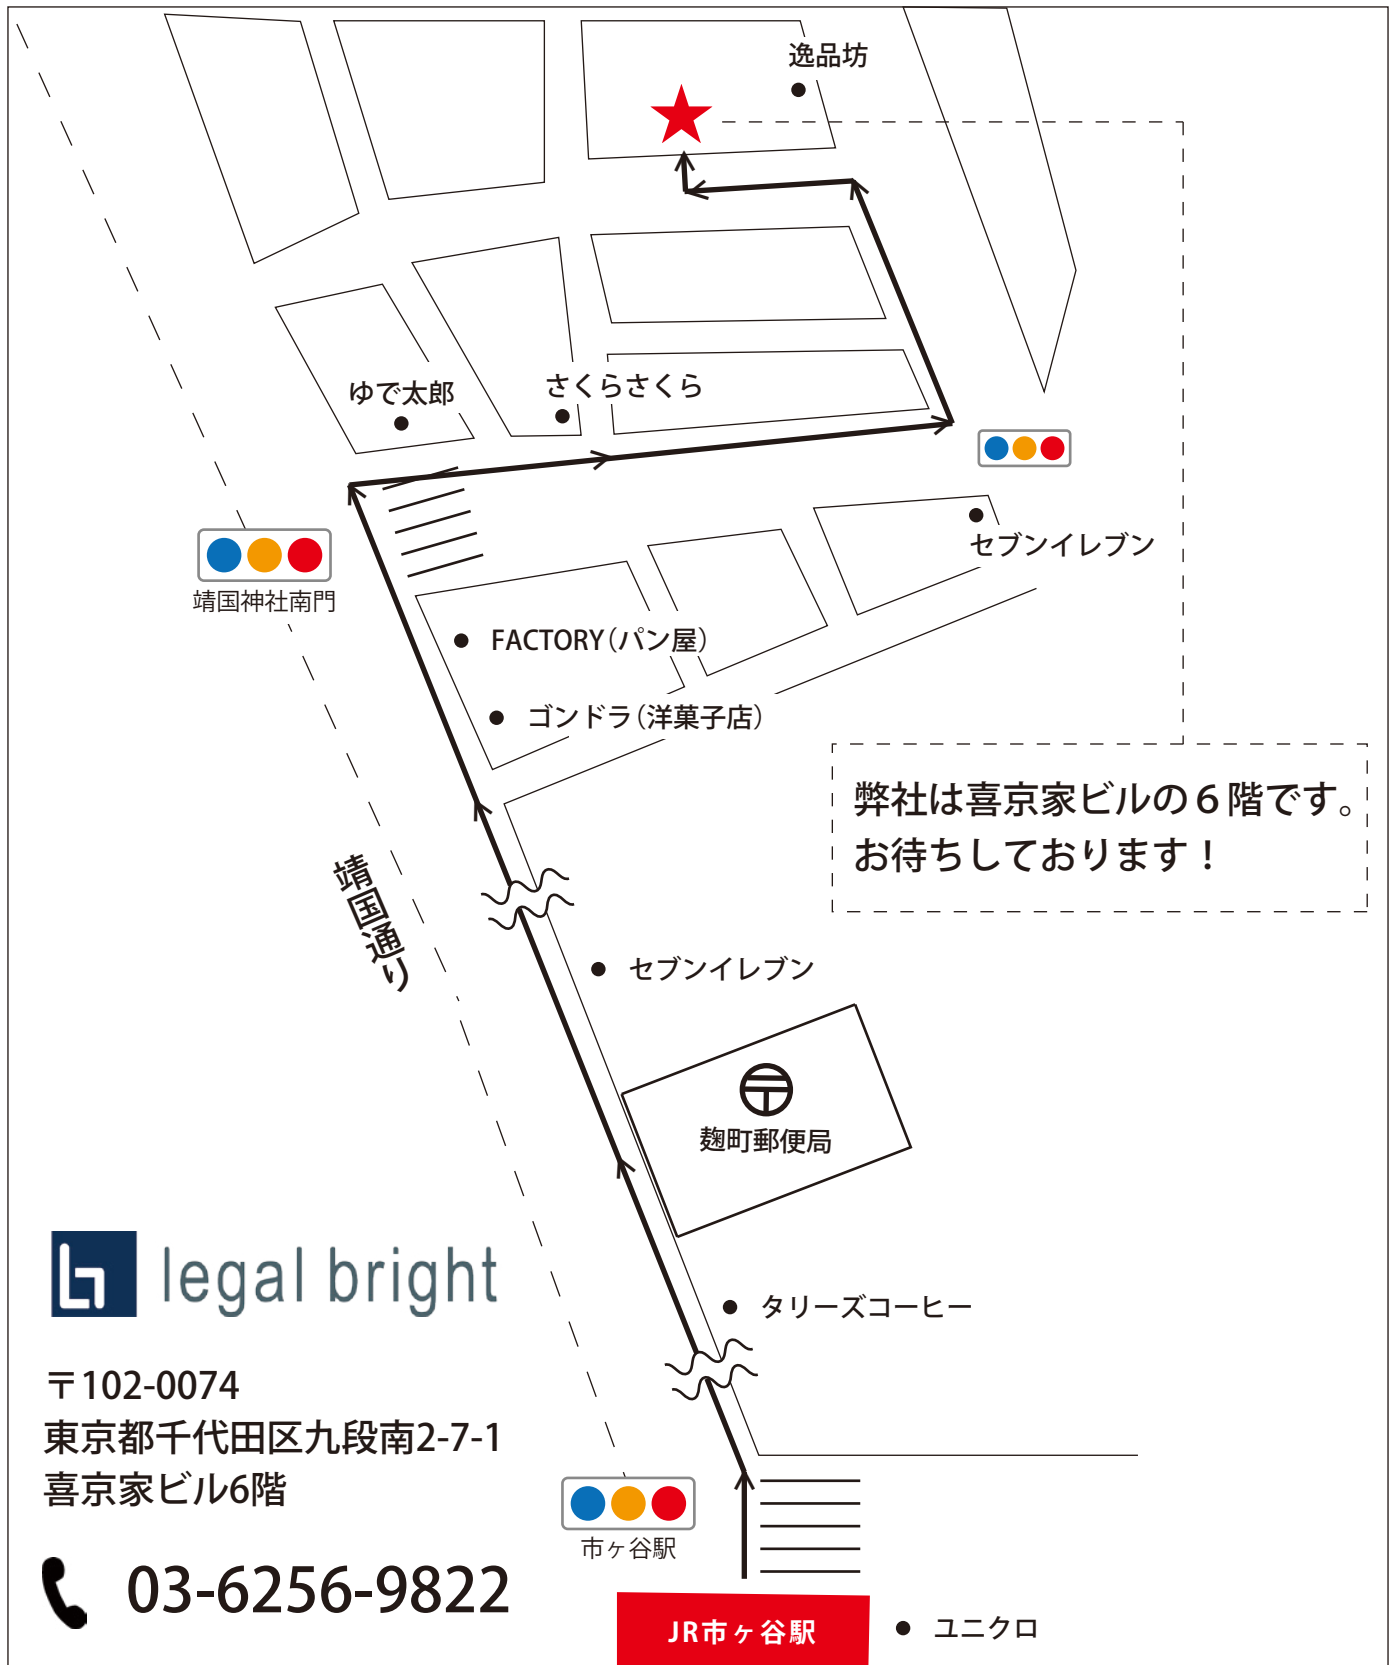 逸品坊
ゆで太郎
さくらさくら
靖国神社南門
セブンイレブン
FACTORY(パン屋)
ゴンドラ(洋菓子店)
弊社は喜京家ビルの6階です。
お待ちしております!
靖国通り
セブンイレブン
〒
麹町郵便局
legal bright
タリーズコーヒー
〒102-0074
東京都千代田区九段南2-7-1
喜京家ビル6階
市ヶ谷駅
03-6256-9822
JR市ヶ谷駅
ユニクロ